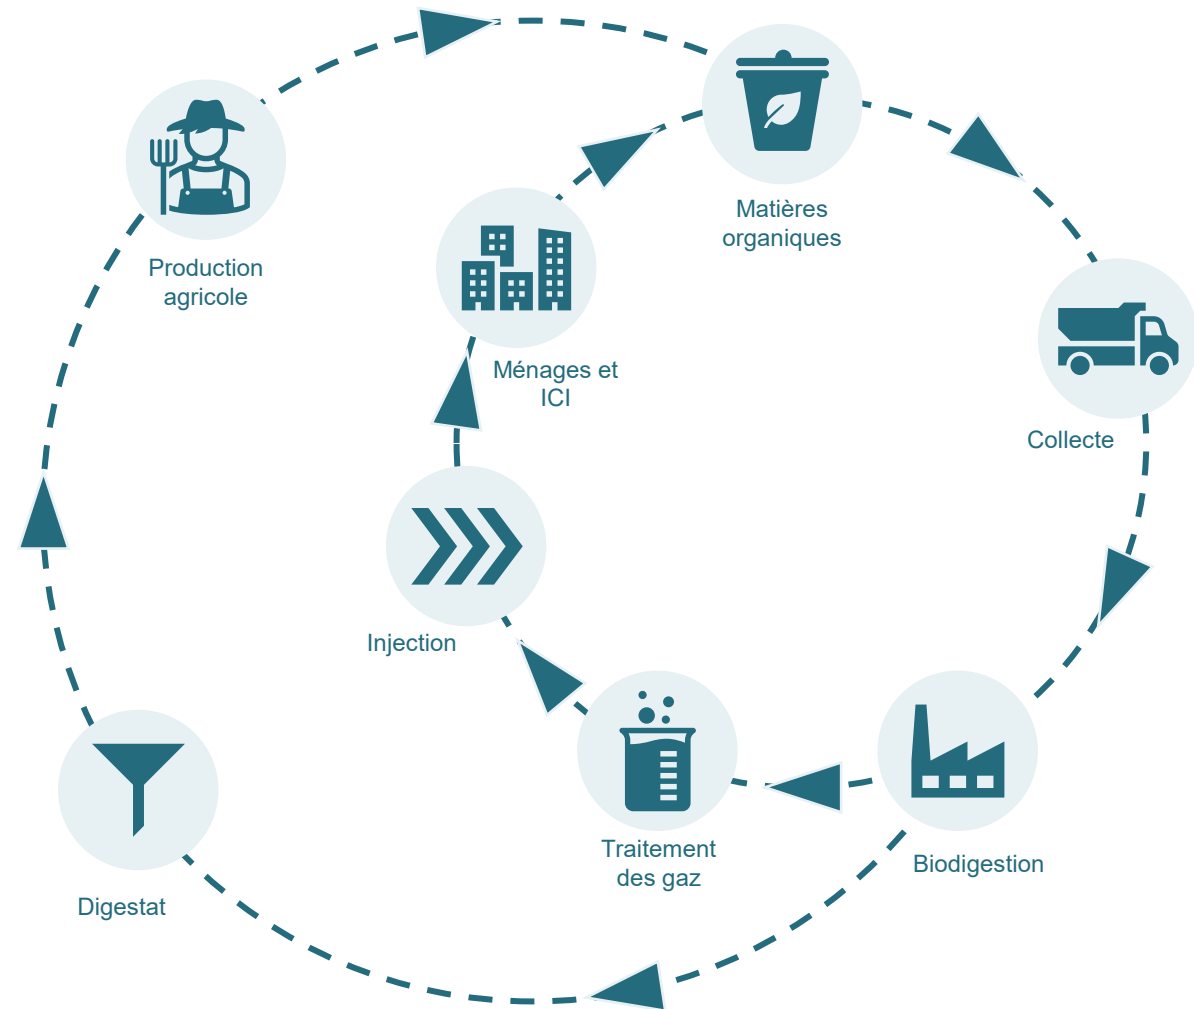 Matières
organiques
Production
agricole
Ménages et
ICI
Collecte
Injection
Traitement
des gaz
Biodigestion
Digestat